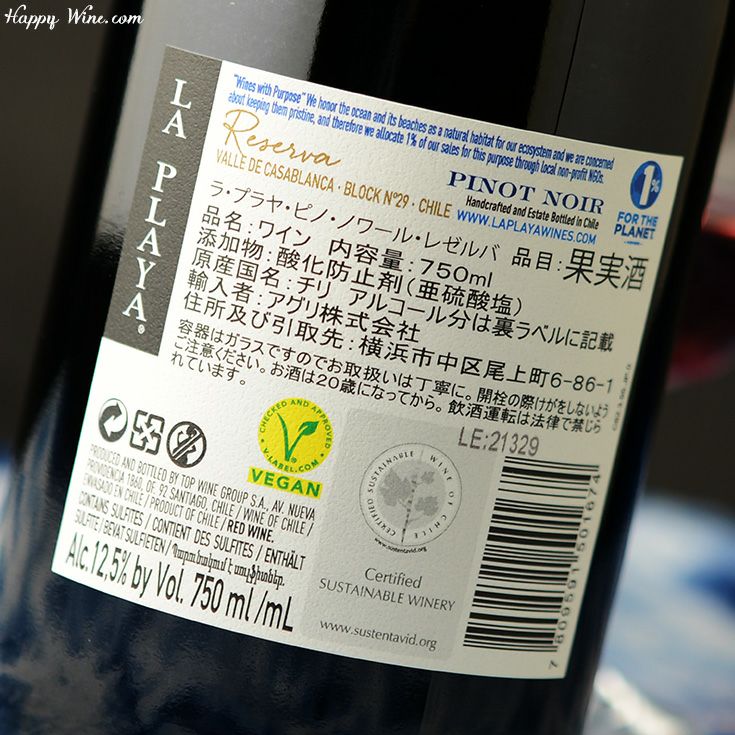 Happy Wine.com
LA PLAYA®
"Wines with Purpose" We honor the ocean and its beaches as a natural habitat for our ecosystem and we are concerned
about keeping them pristine, and therefore we allocate 1% of our sales for this purpose through local non-profit NGOs.
Reserva
VALLE DE CASABLANCA · BLOCK Nº29 · CHILE
PINOT NOIR
Handcrafted and Estate Bottled in Chile
WWW.LAPLAYAWINES.COM
1%
FOR THE
PLANET
ラ・プラヤ・ピノ・ノワール・レゼルバ
品名:ワイン 内容量:750ml 品目:果実酒
添加物:酸化防止剤(亜硫酸塩)
原産国名:チリ アルコール分は裏ラベルに記載
輸入者:アグリ株式会社
住所及び引取先:横浜市中区尾上町6-86-1
容器はガラスですのでお取扱いは丁寧に。開栓の際けがをしないよう
ご注意ください。お酒は20歳になってから。飲酒運転は法律で禁じら
れています。
LE:21329
CHECKED AND APPROVED
V-LABEL.COM
VEGAN
CERTIFIED SUSTAINABLE WINE OF CHILE
www.sustentavid.org
Certified
SUSTAINABLE WINERY
www.sustentavid.org
PRODUCED AND BOTTLED BY TOP WINE GROUP S.A., AV. NUEVA
PROVIDENCIA 1860, OF. 92 SANTIAGO, CHILE / WINE OF CHILE /
ENVASADO EN CHILE / PRODUCT OF CHILE / RED WINE.
CONTAINS SULFITES / CONTIENT DES SULFITES / ENTHÄLT
SULFITE / BEVAT SULFIETEN / Պարունակում է սուլֆիտներ.
Alc.12,5% by Vol. 750 ml /mL
7 809591 501674